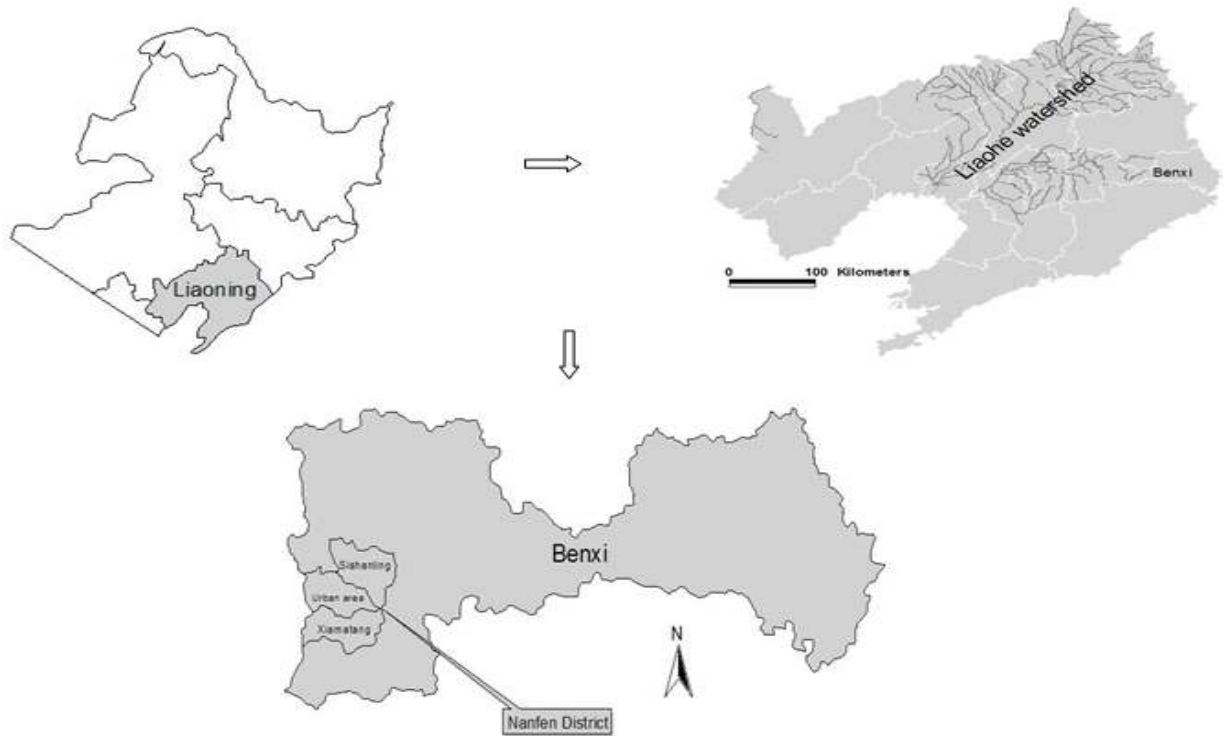 Liaoning
Liaohe watershed
Benxi
0 100 Kilometers
Benxi
Sishanling
Urban area
Xiamatang
N
Nanfen District